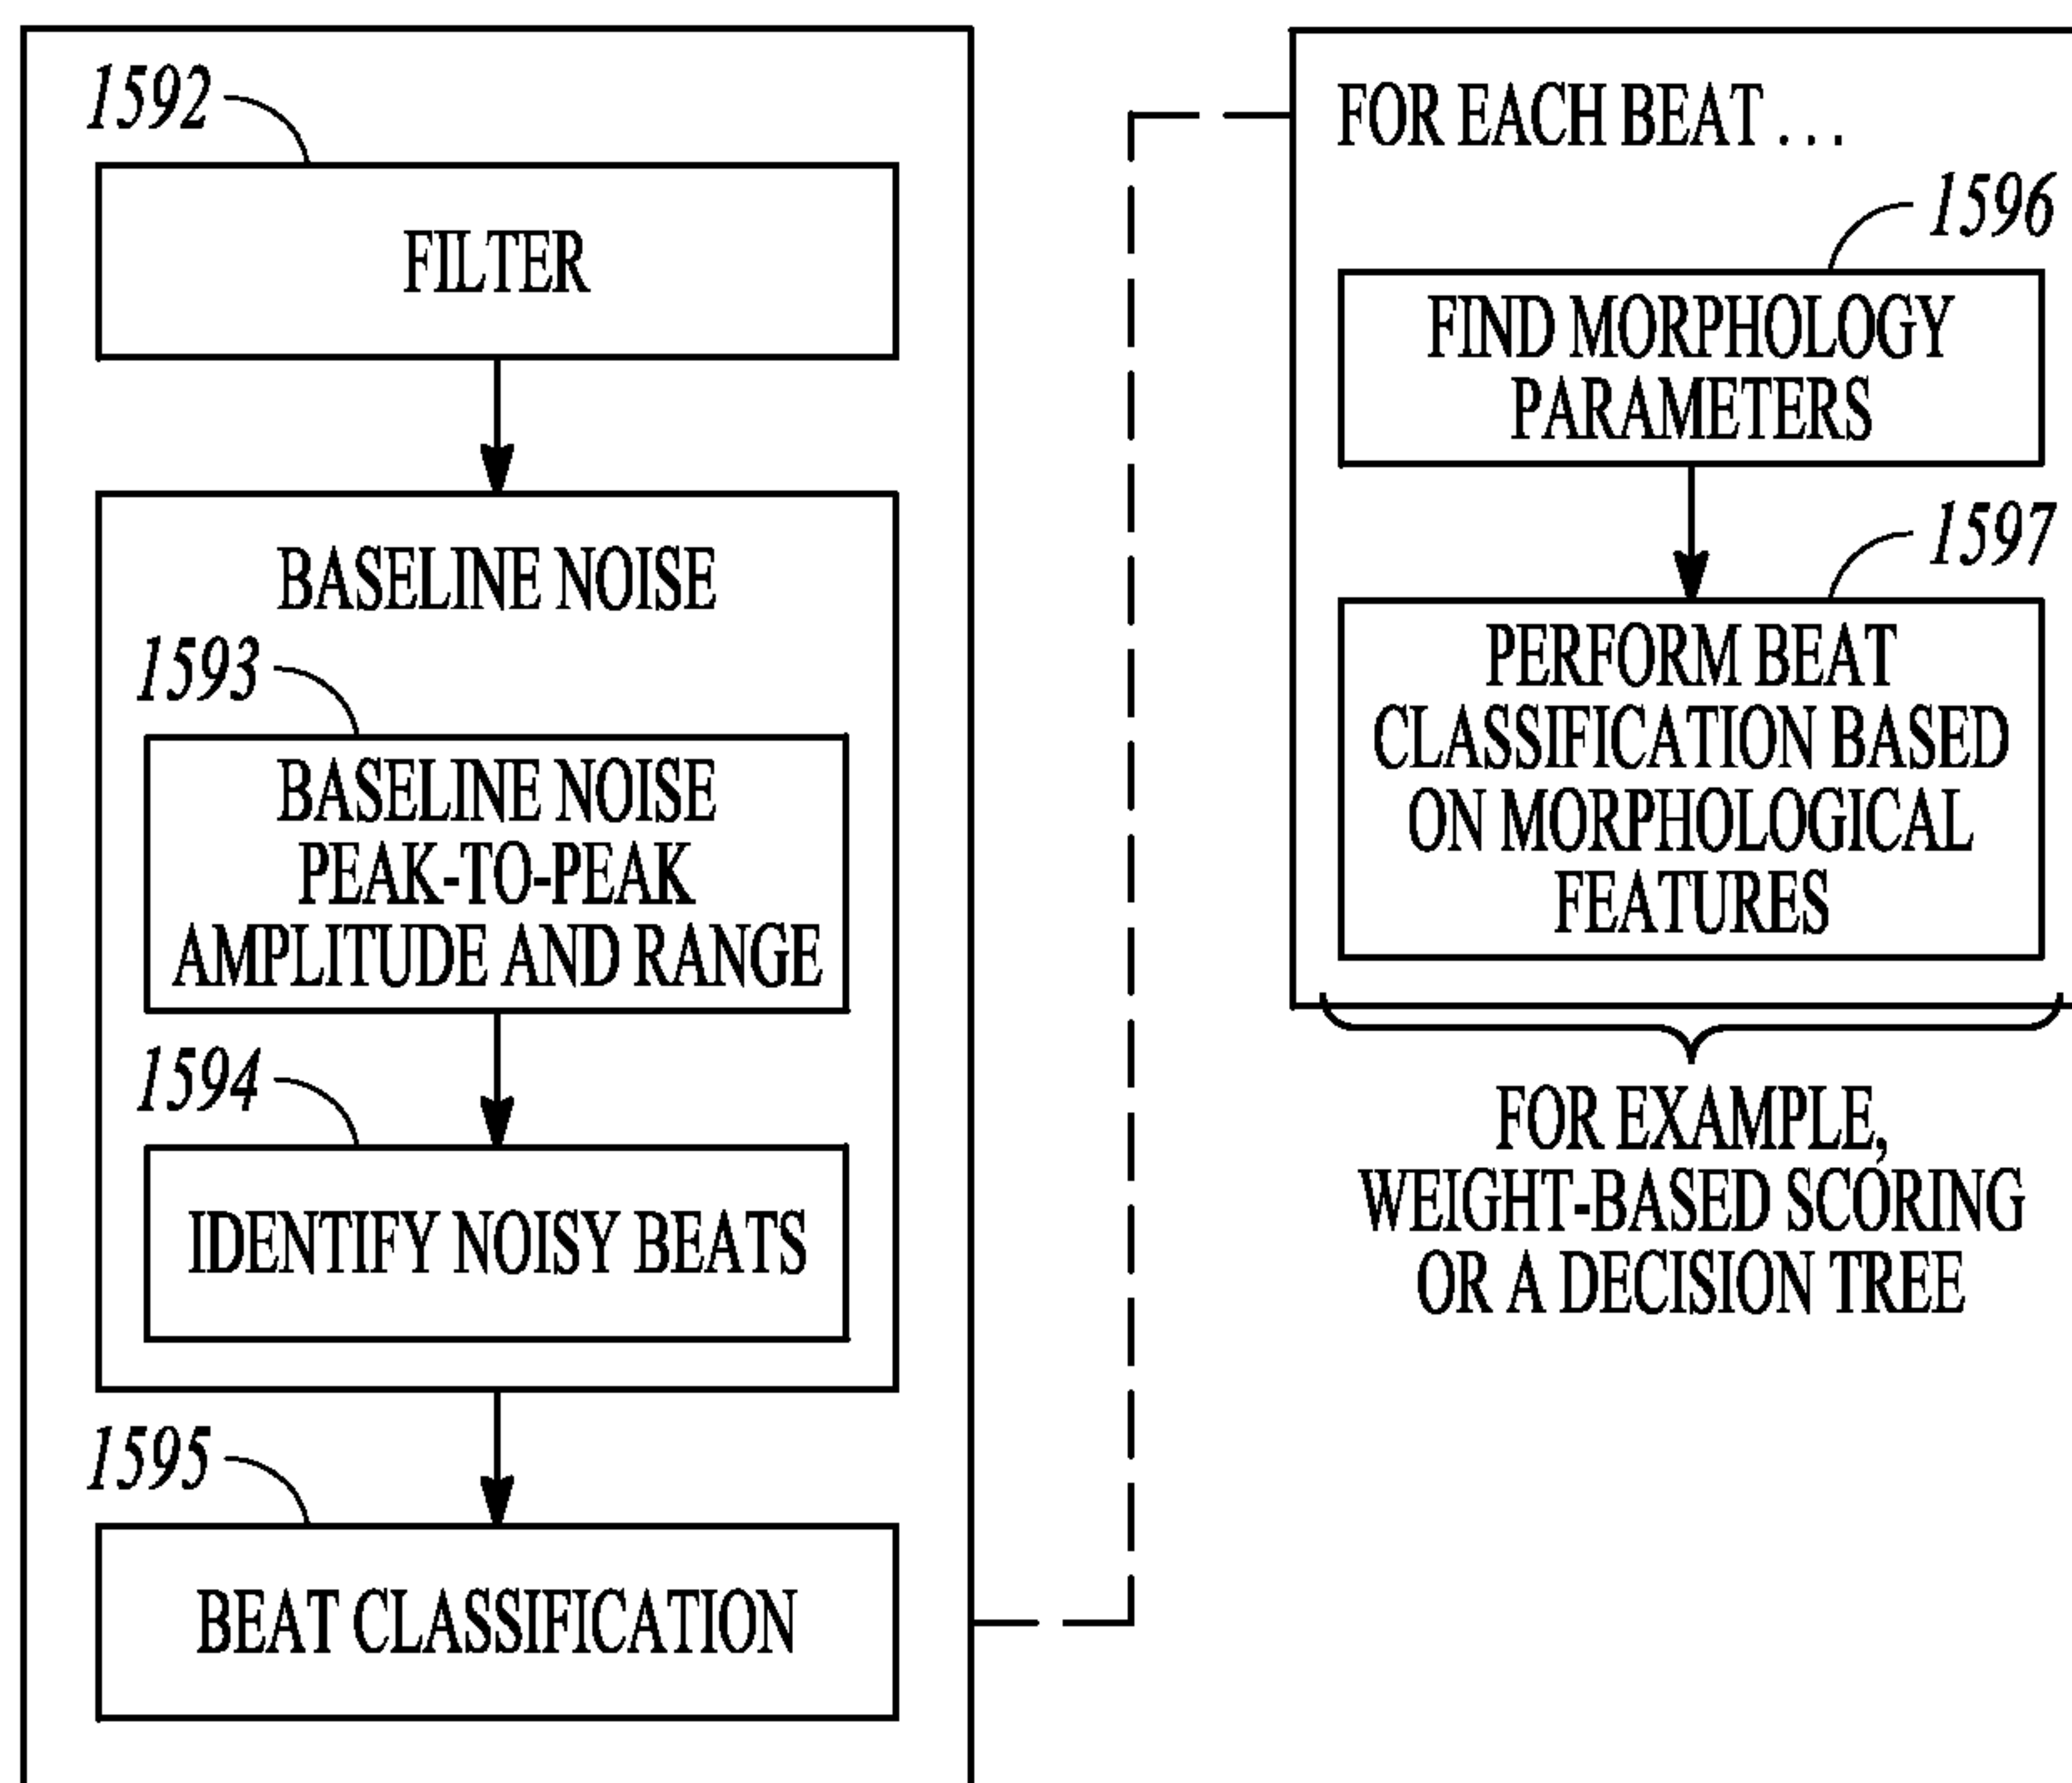 1592
FILTER
BASELINE NOISE
1593
BASELINE NOISE
PEAK-TO-PEAK
AMPLITUDE AND RANGE
1594
IDENTIFY NOISY BEATS
1595
BEAT CLASSIFICATION
FOR EACH BEAT . . .
1596
FIND MORPHOLOGY
PARAMETERS
1597
PERFORM BEAT
CLASSIFICATION BASED
ON MORPHOLOGICAL
FEATURES
FOR EXAMPLE,
WEIGHT-BASED SCORING
OR A DECISION TREE